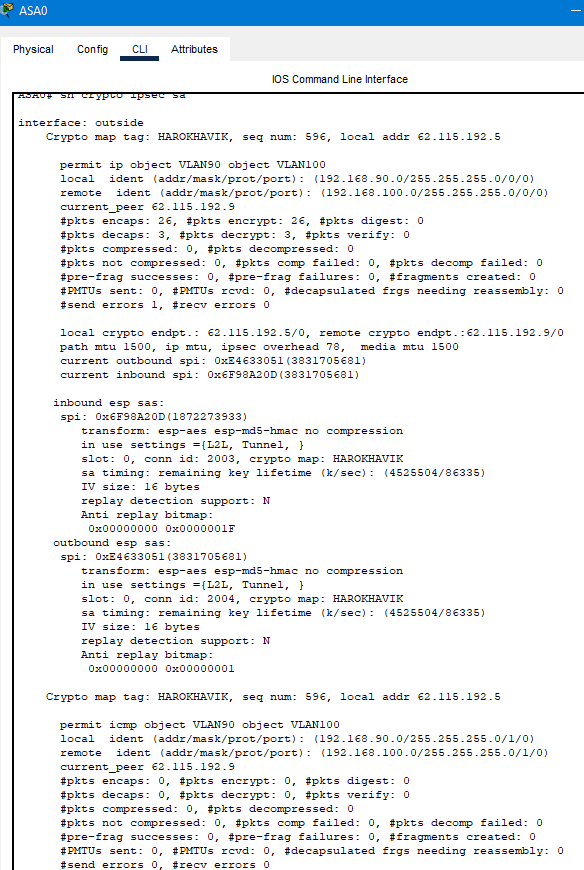 ASA0
Physical Config CLI Attributes
IOS Command Line Interface
ASA0# sh crypto ipsec sa
interface: outside
Crypto map tag: HAROKHAVIK, seq num: 596, local addr 62.115.192.5
permit ip object VLAN90 object VLAN100
local ident (addr/mask/prot/port): (192.168.90.0/255.255.255.0/0/0)
remote ident (addr/mask/prot/port): (192.168.100.0/255.255.255.0/0/0)
current_peer 62.115.192.9
#pkts encaps: 26, #pkts encrypt: 26, #pkts digest: 0
#pkts decaps: 3, #pkts decrypt: 3, #pkts verify: 0
#pkts compressed: 0, #pkts decompressed: 0
#pkts not compressed: 0, #pkts comp failed: 0, #pkts decomp failed: 0
#pre-frag successes: 0, #pre-frag failures: 0, #fragments created: 0
#PMTUs sent: 0, #PMTUs rcvd: 0, #decapsulated frgs needing reassembly: 0
#send errors 1, #recv errors 0
local crypto endpt.: 62.115.192.5/0, remote crypto endpt.:62.115.192.9/0
path mtu 1500, ip mtu, ipsec overhead 78, media mtu 1500
current outbound spi: 0xE4633051(3831705681)
current inbound spi: 0x6F98A20D(3831705681)
inbound esp sas:
spi: 0x6F98A20D(1872273933)
transform: esp-aes esp-md5-hmac no compression
in use settings ={L2L, Tunnel, }
slot: 0, conn id: 2003, crypto map: HAROKHAVIK
sa timing: remaining key lifetime (k/sec): (4525504/86335)
IV size: 16 bytes
replay detection support: N
Anti replay bitmap:
0x00000000 0x0000001F
outbound esp sas:
spi: 0xE4633051(3831705681)
transform: esp-aes esp-md5-hmac no compression
in use settings ={L2L, Tunnel, }
slot: 0, conn id: 2004, crypto map: HAROKHAVIK
sa timing: remaining key lifetime (k/sec): (4525504/86335)
IV size: 16 bytes
replay detection support: N
Anti replay bitmap:
0x00000000 0x00000001
Crypto map tag: HAROKHAVIK, seq num: 596, local addr 62.115.192.5
permit icmp object VLAN90 object VLAN100
local ident (addr/mask/prot/port): (192.168.90.0/255.255.255.0/1/0)
remote ident (addr/mask/prot/port): (192.168.100.0/255.255.255.0/1/0)
current_peer 62.115.192.9
#pkts encaps: 0, #pkts encrypt: 0, #pkts digest: 0
#pkts decaps: 0, #pkts decrypt: 0, #pkts verify: 0
#pkts compressed: 0, #pkts decompressed: 0
#pkts not compressed: 0, #pkts comp failed: 0, #pkts decomp failed: 0
#pre-frag successes: 0, #pre-frag failures: 0, #fragments created: 0
#PMTUs sent: 0, #PMTUs rcvd: 0, #decapsulated frgs needing reassembly: 0
#send errors 0, #recv errors 0